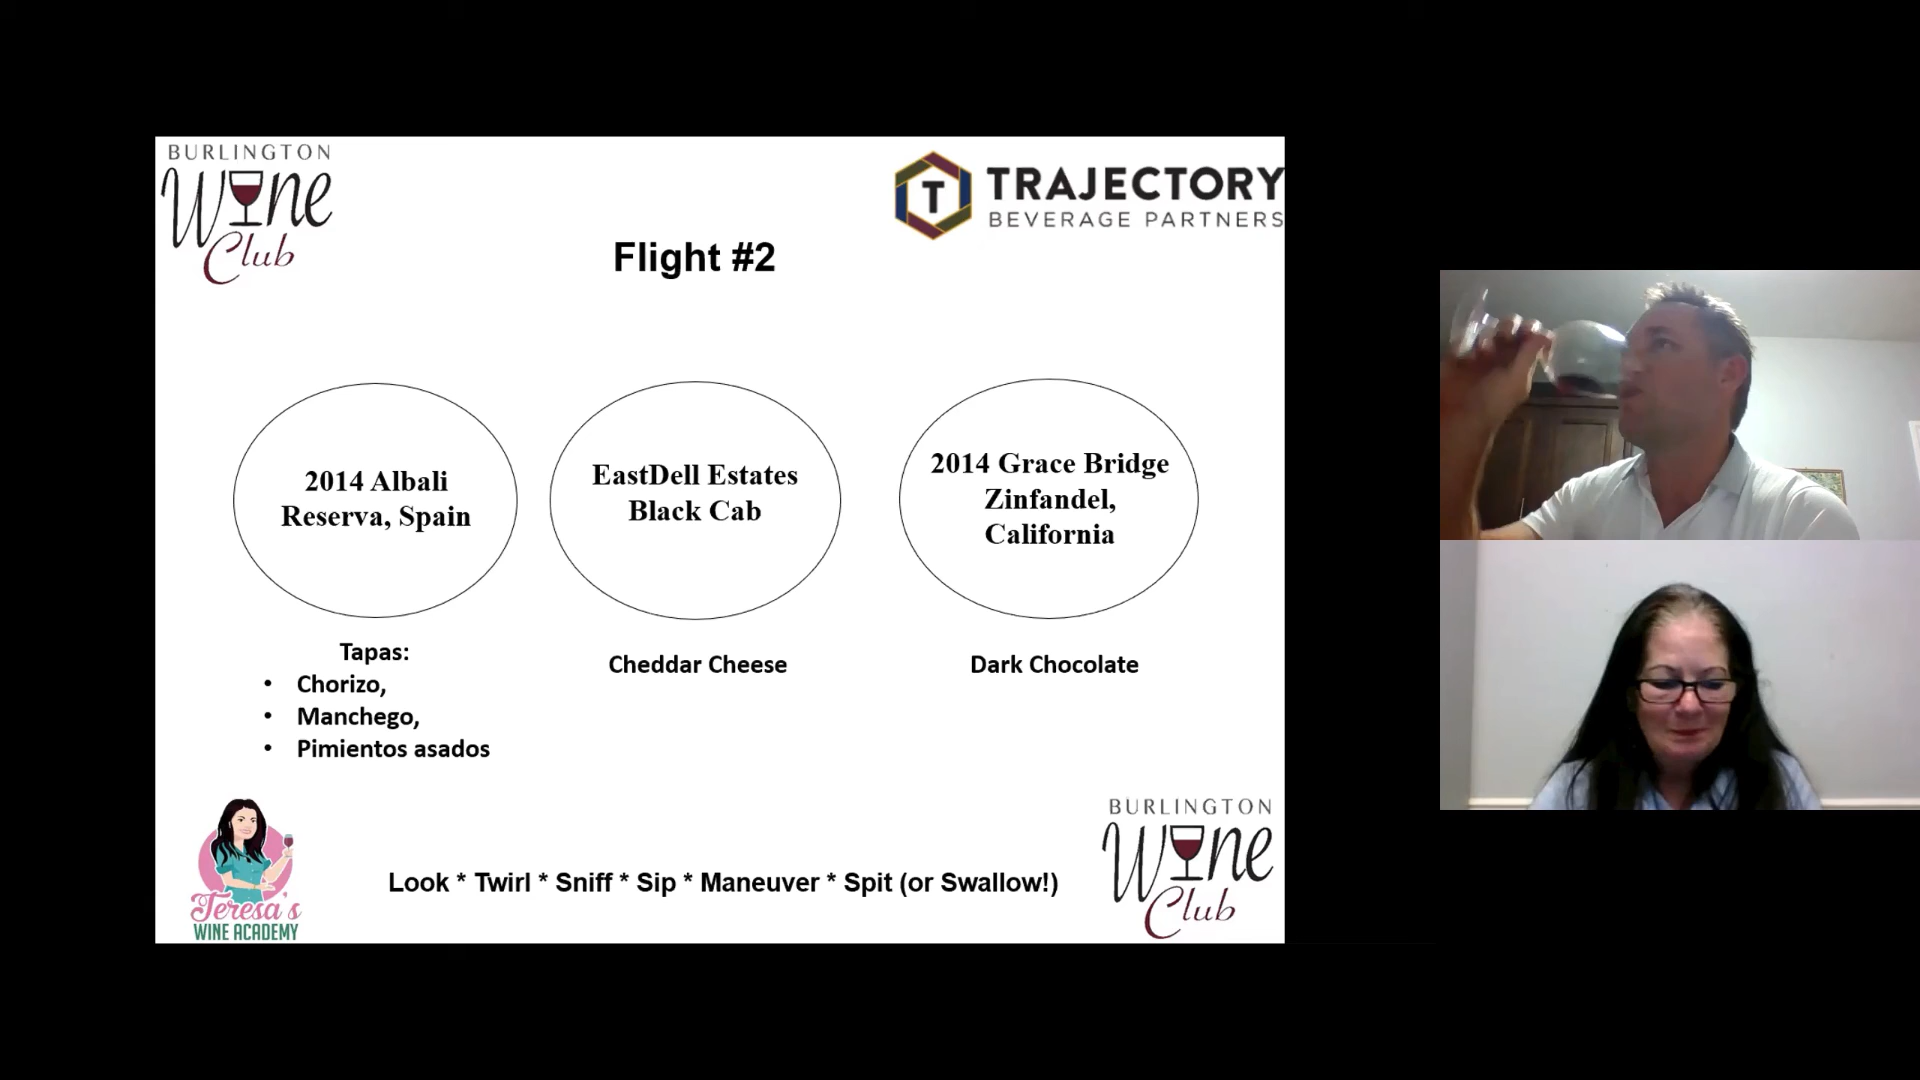 BURLINGTON
Wine
Club
T TRAJECTORY
BEVERAGE PARTNERS
Flight #2
2014 Albali
Reserva, Spain
EastDell Estates
Black Cab
2014 Grace Bridge
Zinfandel,
California
Tapas:
• Chorizo,
• Manchego,
• Pimientos asados
Cheddar Cheese
Dark Chocolate
Teresa's
WINE ACADEMY
Look * Twirl * Sniff * Sip * Maneuver * Spit (or Swallow!)
BURLINGTON
Wine
Club